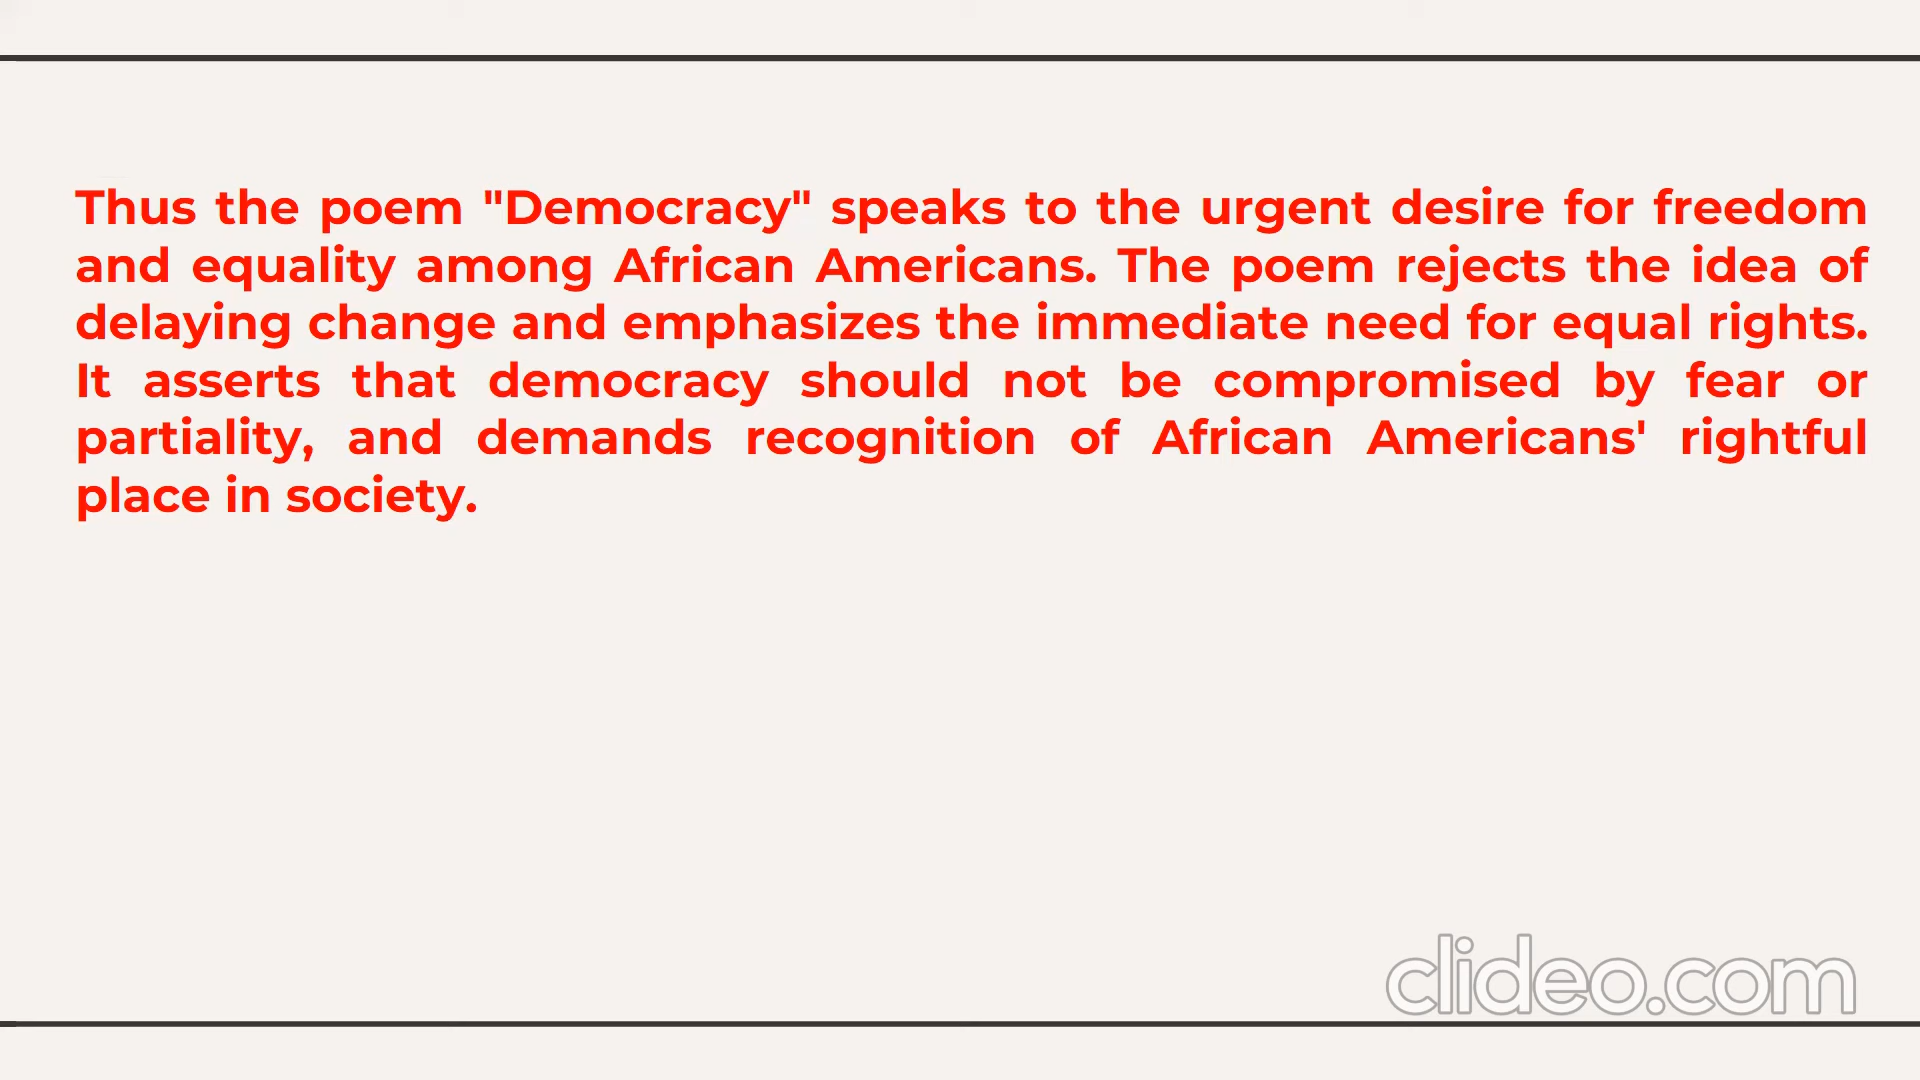 Thus the poem "Democracy" speaks to the urgent desire for freedom
and equality among African Americans. The poem rejects the idea of
delaying change and emphasizes the immediate need for equal rights.
It asserts that democracy should not be compromised by fear or
partiality, and demands recognition of African Americans' rightful
place in society.
clideo.com